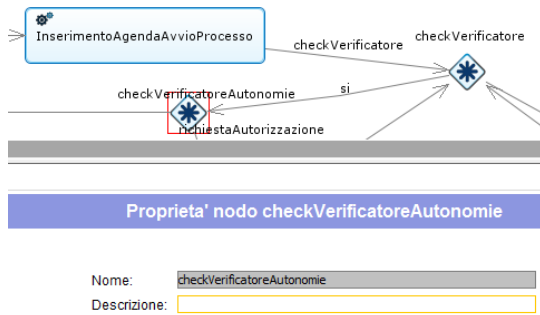 InserimentoAgendaAvvioProcesso
checkVerificatore
checkVerificatore
si
checkVerificatoreAutonomie
richiestaAutorizzazione
Proprieta' nodo checkVerificatoreAutonomie
Nome: checkVerificatoreAutonomie
Descrizione: